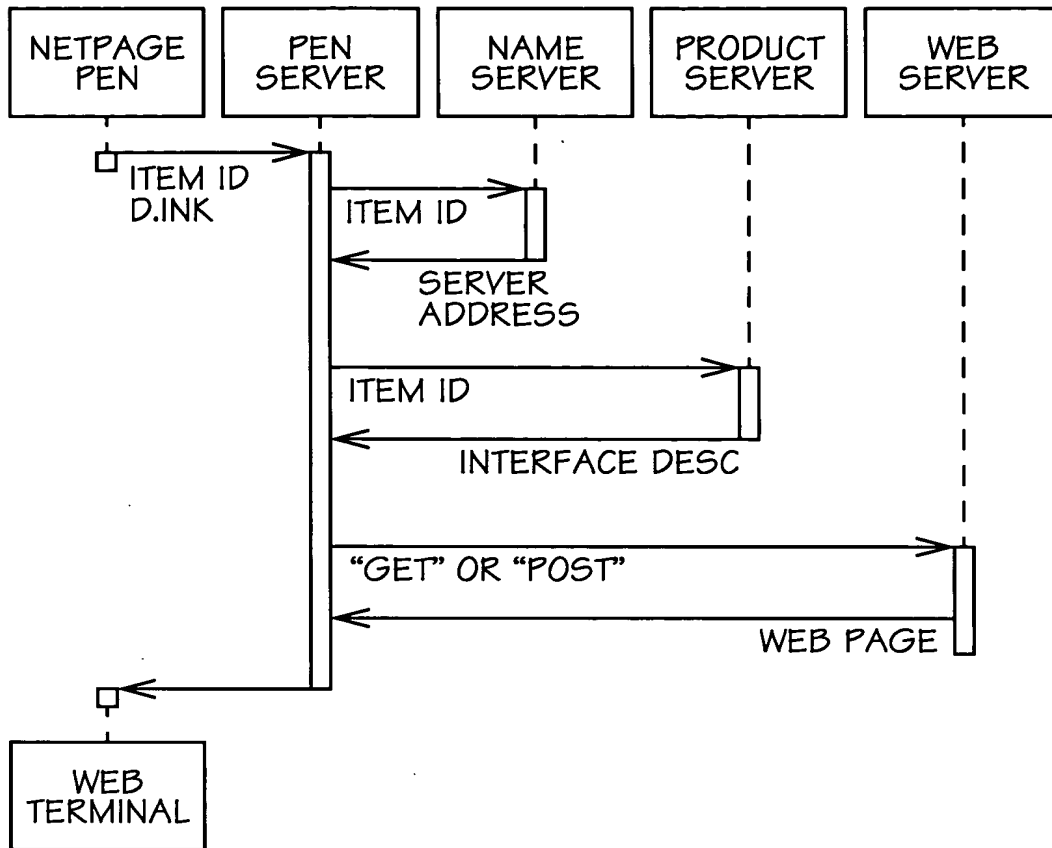 NETPAGE
PEN
PEN
SERVER
NAME
SERVER
PRODUCT
SERVER
WEB
SERVER
ITEM ID
D.INK
ITEM ID
SERVER
ADDRESS
ITEM ID
INTERFACE DESC
“GET” OR “POST”
WEB PAGE
WEB
TERMINAL